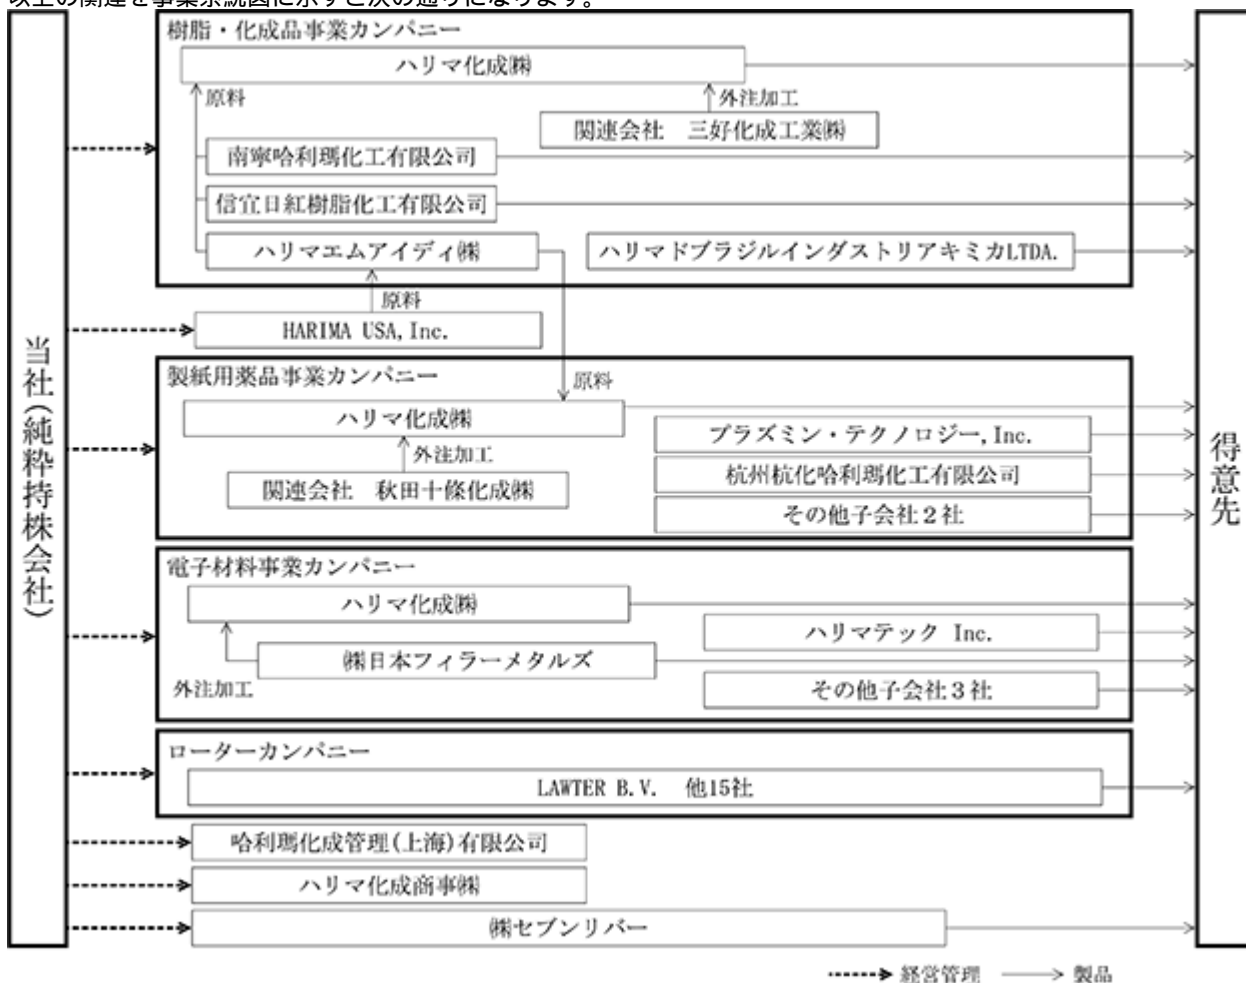 以上の関連を事業系統図に示すと次の通りになります。
樹脂・化成品事業カンパニー
ハリマ化成㈱
原料
外注加工
関連会社 三好化成工業㈱
南寧哈利瑪化工有限公司
信宜日紅樹脂化工有限公司
ハリマエムアイディ㈱
ハリマドブラジルインダストリアキミカLTDA.
原料
HARIMA USA,Inc.
当社(純粋持株会社)
製紙用薬品事業カンパニー
原料
ハリマ化成㈱
外注加工
関連会社 秋田十條化成㈱
プラズミン・テクノロジー,Inc.
杭州杭化哈利瑪化工有限公司
その他子会社2社
得意先
電子材料事業カンパニー
ハリマ化成㈱
㈱日本フィラーメタルズ
外注加工
ハリマテック Inc.
その他子会社3社
ローターカンパニー
LAWTER B.V. 他15社
哈利瑪化成管理(上海)有限公司
ハリマ化成商事㈱
㈱セブンリバー
経営管理 製品